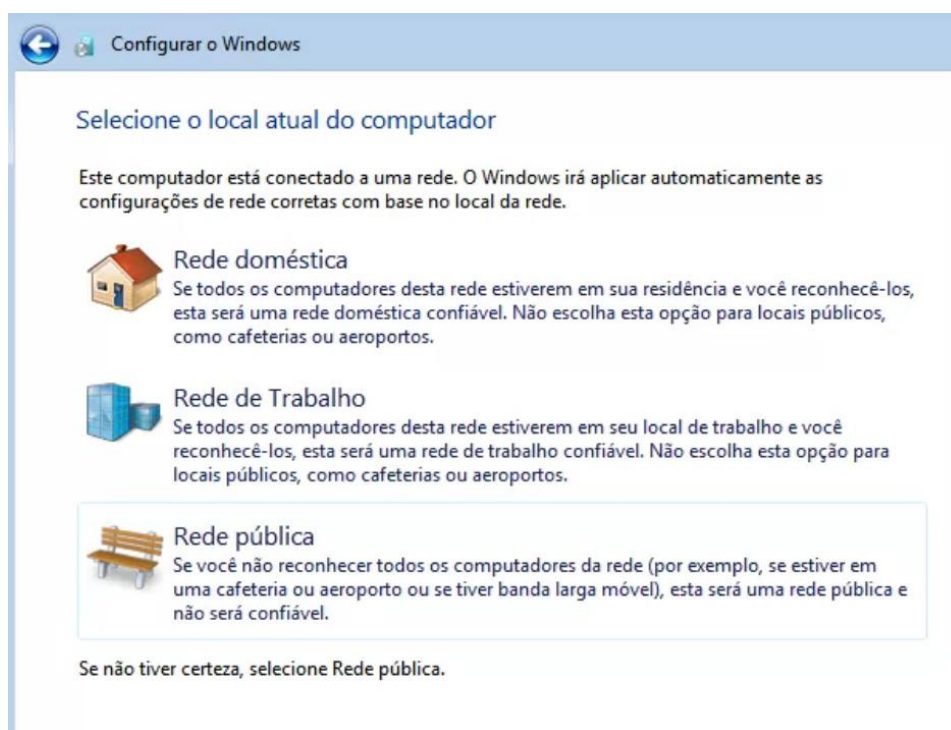 Configurar o Windows
Selecione o local atual do computador
Este computador está conectado a uma rede. O Windows irá aplicar automaticamente as
configurações de rede corretas com base no local da rede.
Rede doméstica
Se todos os computadores desta rede estiverem em sua residência e você reconhecê-los,
esta será uma rede doméstica confiável. Não escolha esta opção para locais públicos,
como cafeterias ou aeroportos.
Rede de Trabalho
Se todos os computadores desta rede estiverem em seu local de trabalho e você
reconhecê-los, esta será uma rede de trabalho confiável. Não escolha esta opção para
locais públicos, como cafeterias ou aeroportos.
Rede pública
Se você não reconhecer todos os computadores da rede (por exemplo, se estiver em
uma cafeteria ou aeroporto ou se tiver banda larga móvel), esta será uma rede pública e
não será confiável.
Se não tiver certeza, selecione Rede pública.